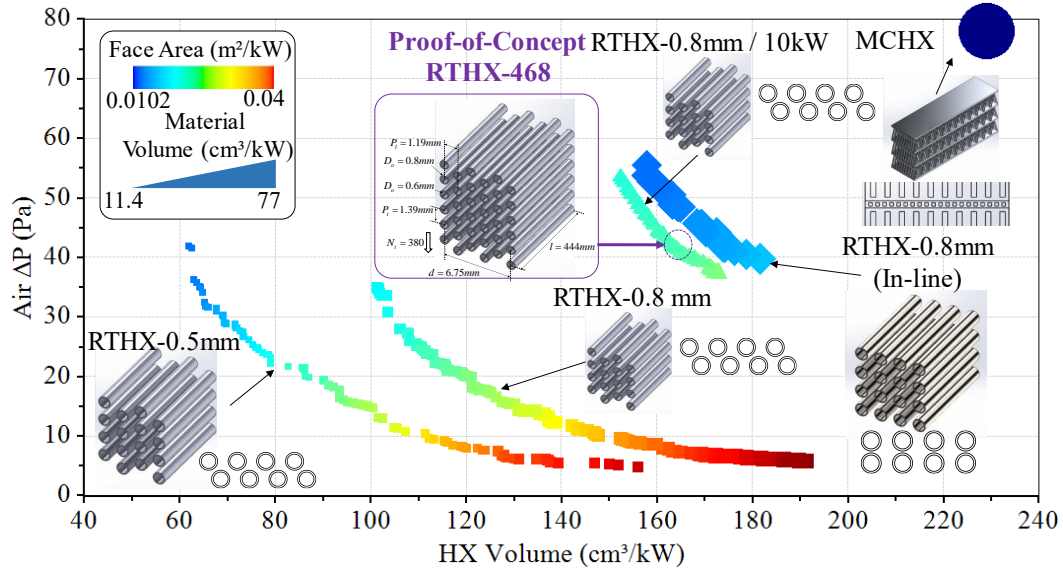 Face Area (m²/kW)
0.0102
0.04
Material
Volume (cm³/kW)
11.4
77
Proof-of-Concept
RTHX-468
Pₜ=1.19mm
Dₒ=0.8mm
Dₒ=0.6mm
Pₜ=1.39mm
Nₜ = 380
d = 6.75mm
l = 444mm
RTHX-0.8mm / 10kW
MCHX
RTHX-0.8mm
(In-line)
RTHX-0.8 mm
RTHX-0.5mm
Air ΔP (Pa)
80
70
60
50
40
30
20
10
0
40
60
80
100
120
140
160
180
200
220
240
HX Volume (cm³/kW)